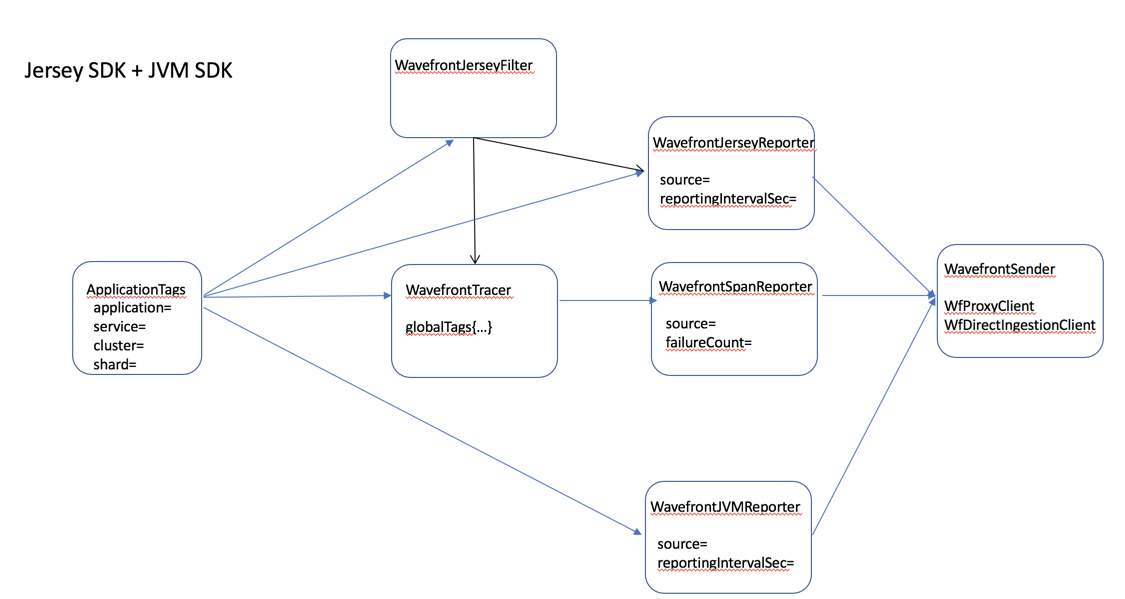 Jersey SDK + JVM SDK
WavefrontJerseyFilter
WavefrontJerseyReporter
source=
reportingIntervalSec=
ApplicationTags
application=
service=
cluster=
shard=
WavefrontTracer
globalTags{...}
WavefrontSpanReporter
source=
failureCount=
WavefrontSender
WfProxyClient
WfDirectIngestionClient
WavefrontJVMReporter
source=
reportingIntervalSec=